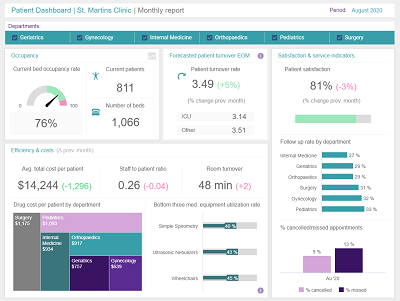 Patient Dashboard | St. Martins Clinic | Monthly report
Period: August 2020
Departments
Geriatrics
Gynecology
Internal Medicine
Orthopaedics
Pediatrics
Surgery
Occupancy
Current bed occupancy rate
76%
Current patients
811
Number of beds
1,066
Forecasted patient turnover EOM
Patient turnover rate
3.49 (+5%)
(% change prev. month)
ICU 3.14
Other 3.51
Satisfaction & service indicators
Patient satisfaction
81% (-3%)
(% change prev. month)
Follow up rate by department
Internal Medicine 27 %
Geriatrics 29 %
Orthopaedics 29 %
Surgery 31 %
Gynecology 32 %
Pediatrics 33 %
% cancelled/missed appointments
9 %
13 %
Au '20
% cancelled
% missed
Efficiency & costs (Δ prev. month)
Avg. total cost per patient
$14,244 (-1,296)
Staff to patient ratio
0.26 (-0.04)
Room turnover
48 min (+2)
Drug cost per patient by department
Surgery
$1,175
Pediatrics
$1,050
Internal
Medicine
$934
Orthopaedics
$917
Geriatrics
$757
Gynecology
$639
Bottom three med. equipment utilization rate
Simple Spirometry 40 %
Ultrasonic Nebulizers 43 %
Wheelchairs 45 %